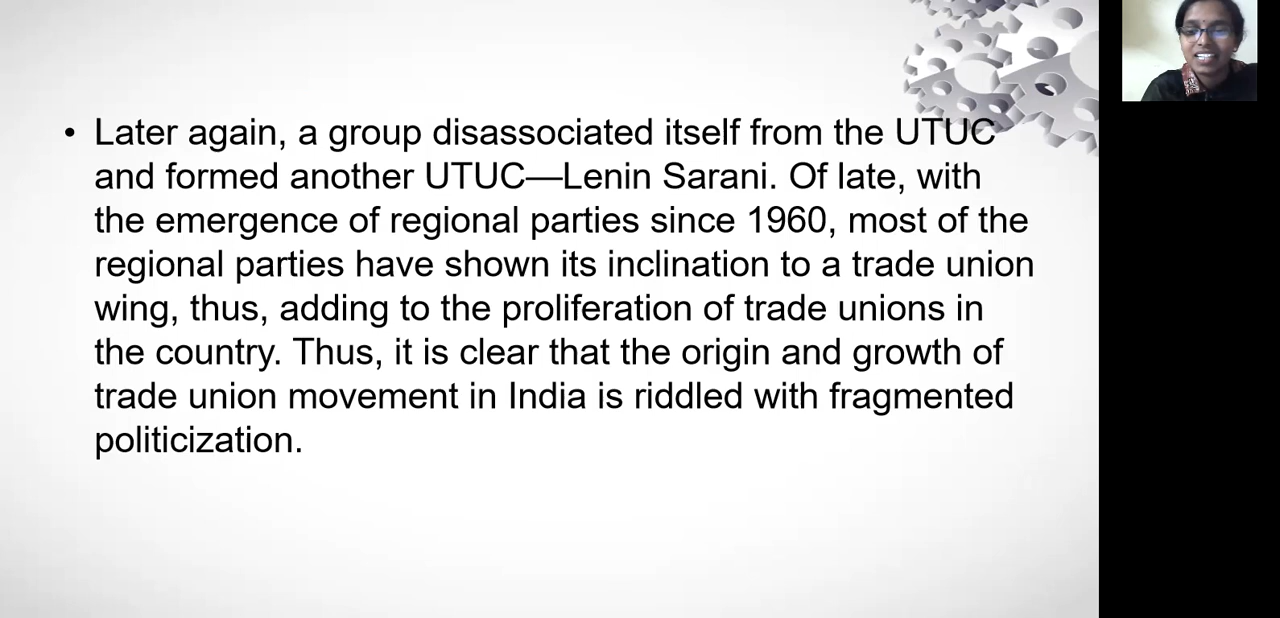 • Later again, a group disassociated itself from the UTUC
and formed another UTUC—Lenin Sarani. Of late, with
the emergence of regional parties since 1960, most of the
regional parties have shown its inclination to a trade union
wing, thus, adding to the proliferation of trade unions in
the country. Thus, it is clear that the origin and growth of
trade union movement in India is riddled with fragmented
politicization.